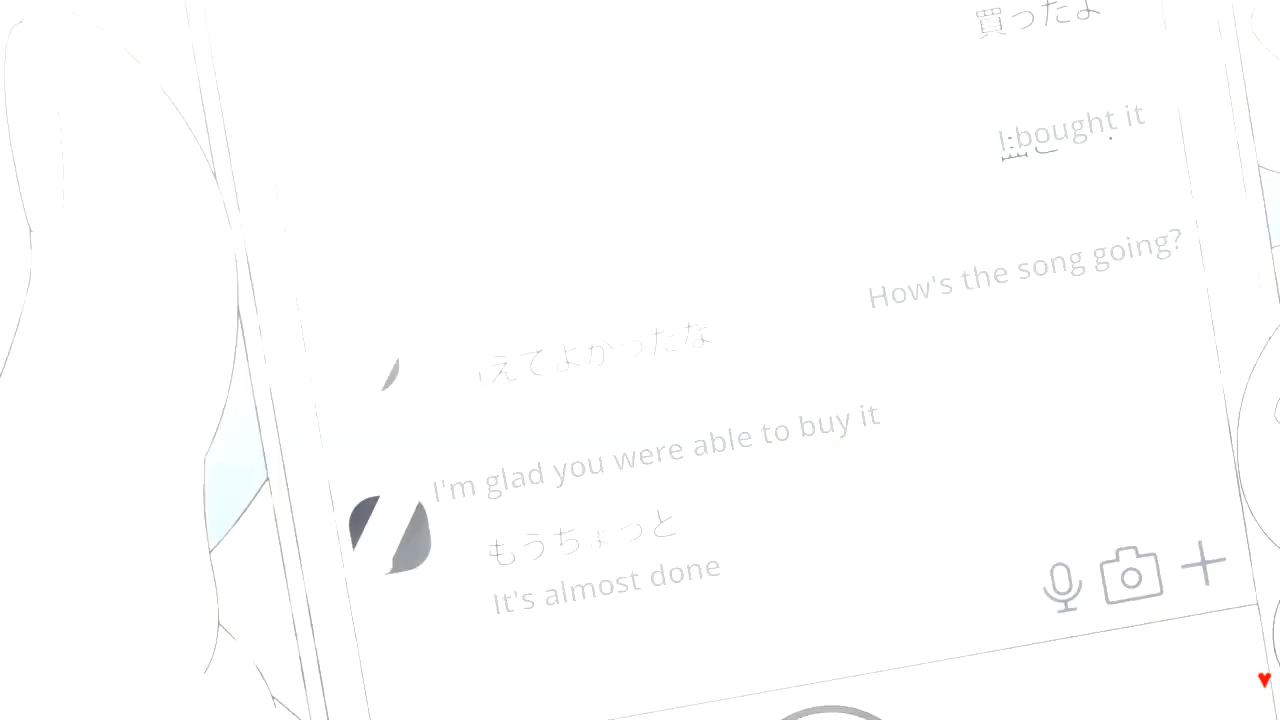 買ったよ
I bought it
How's the song going?
えてよかったな
I'm glad you were able to buy it
もうちょっと
It's almost done